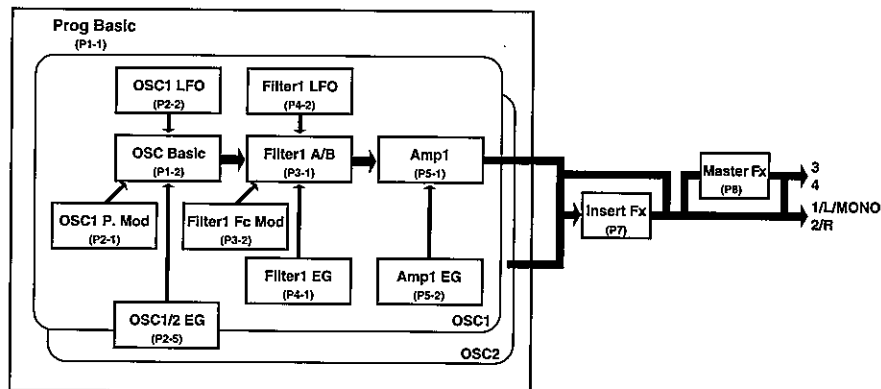 Prog Basic
(P1-1)
OSC1 LFO
(P2-2)
Filter1 LFO
(P4-2)
OSC Basic
(P1-2)
Filter1 A/B
(P3-1)
Amp1
(P5-1)
OSC1 P. Mod
(P2-1)
Filter1 Fc Mod
(P3-2)
Filter1 EG
(P4-1)
Amp1 EG
(P5-2)
OSC1/2 EG
(P2-5)
OSC1
OSC2
Insert Fx
(P7)
Master Fx
(P8)
3
4
1/L/MONO
2/R